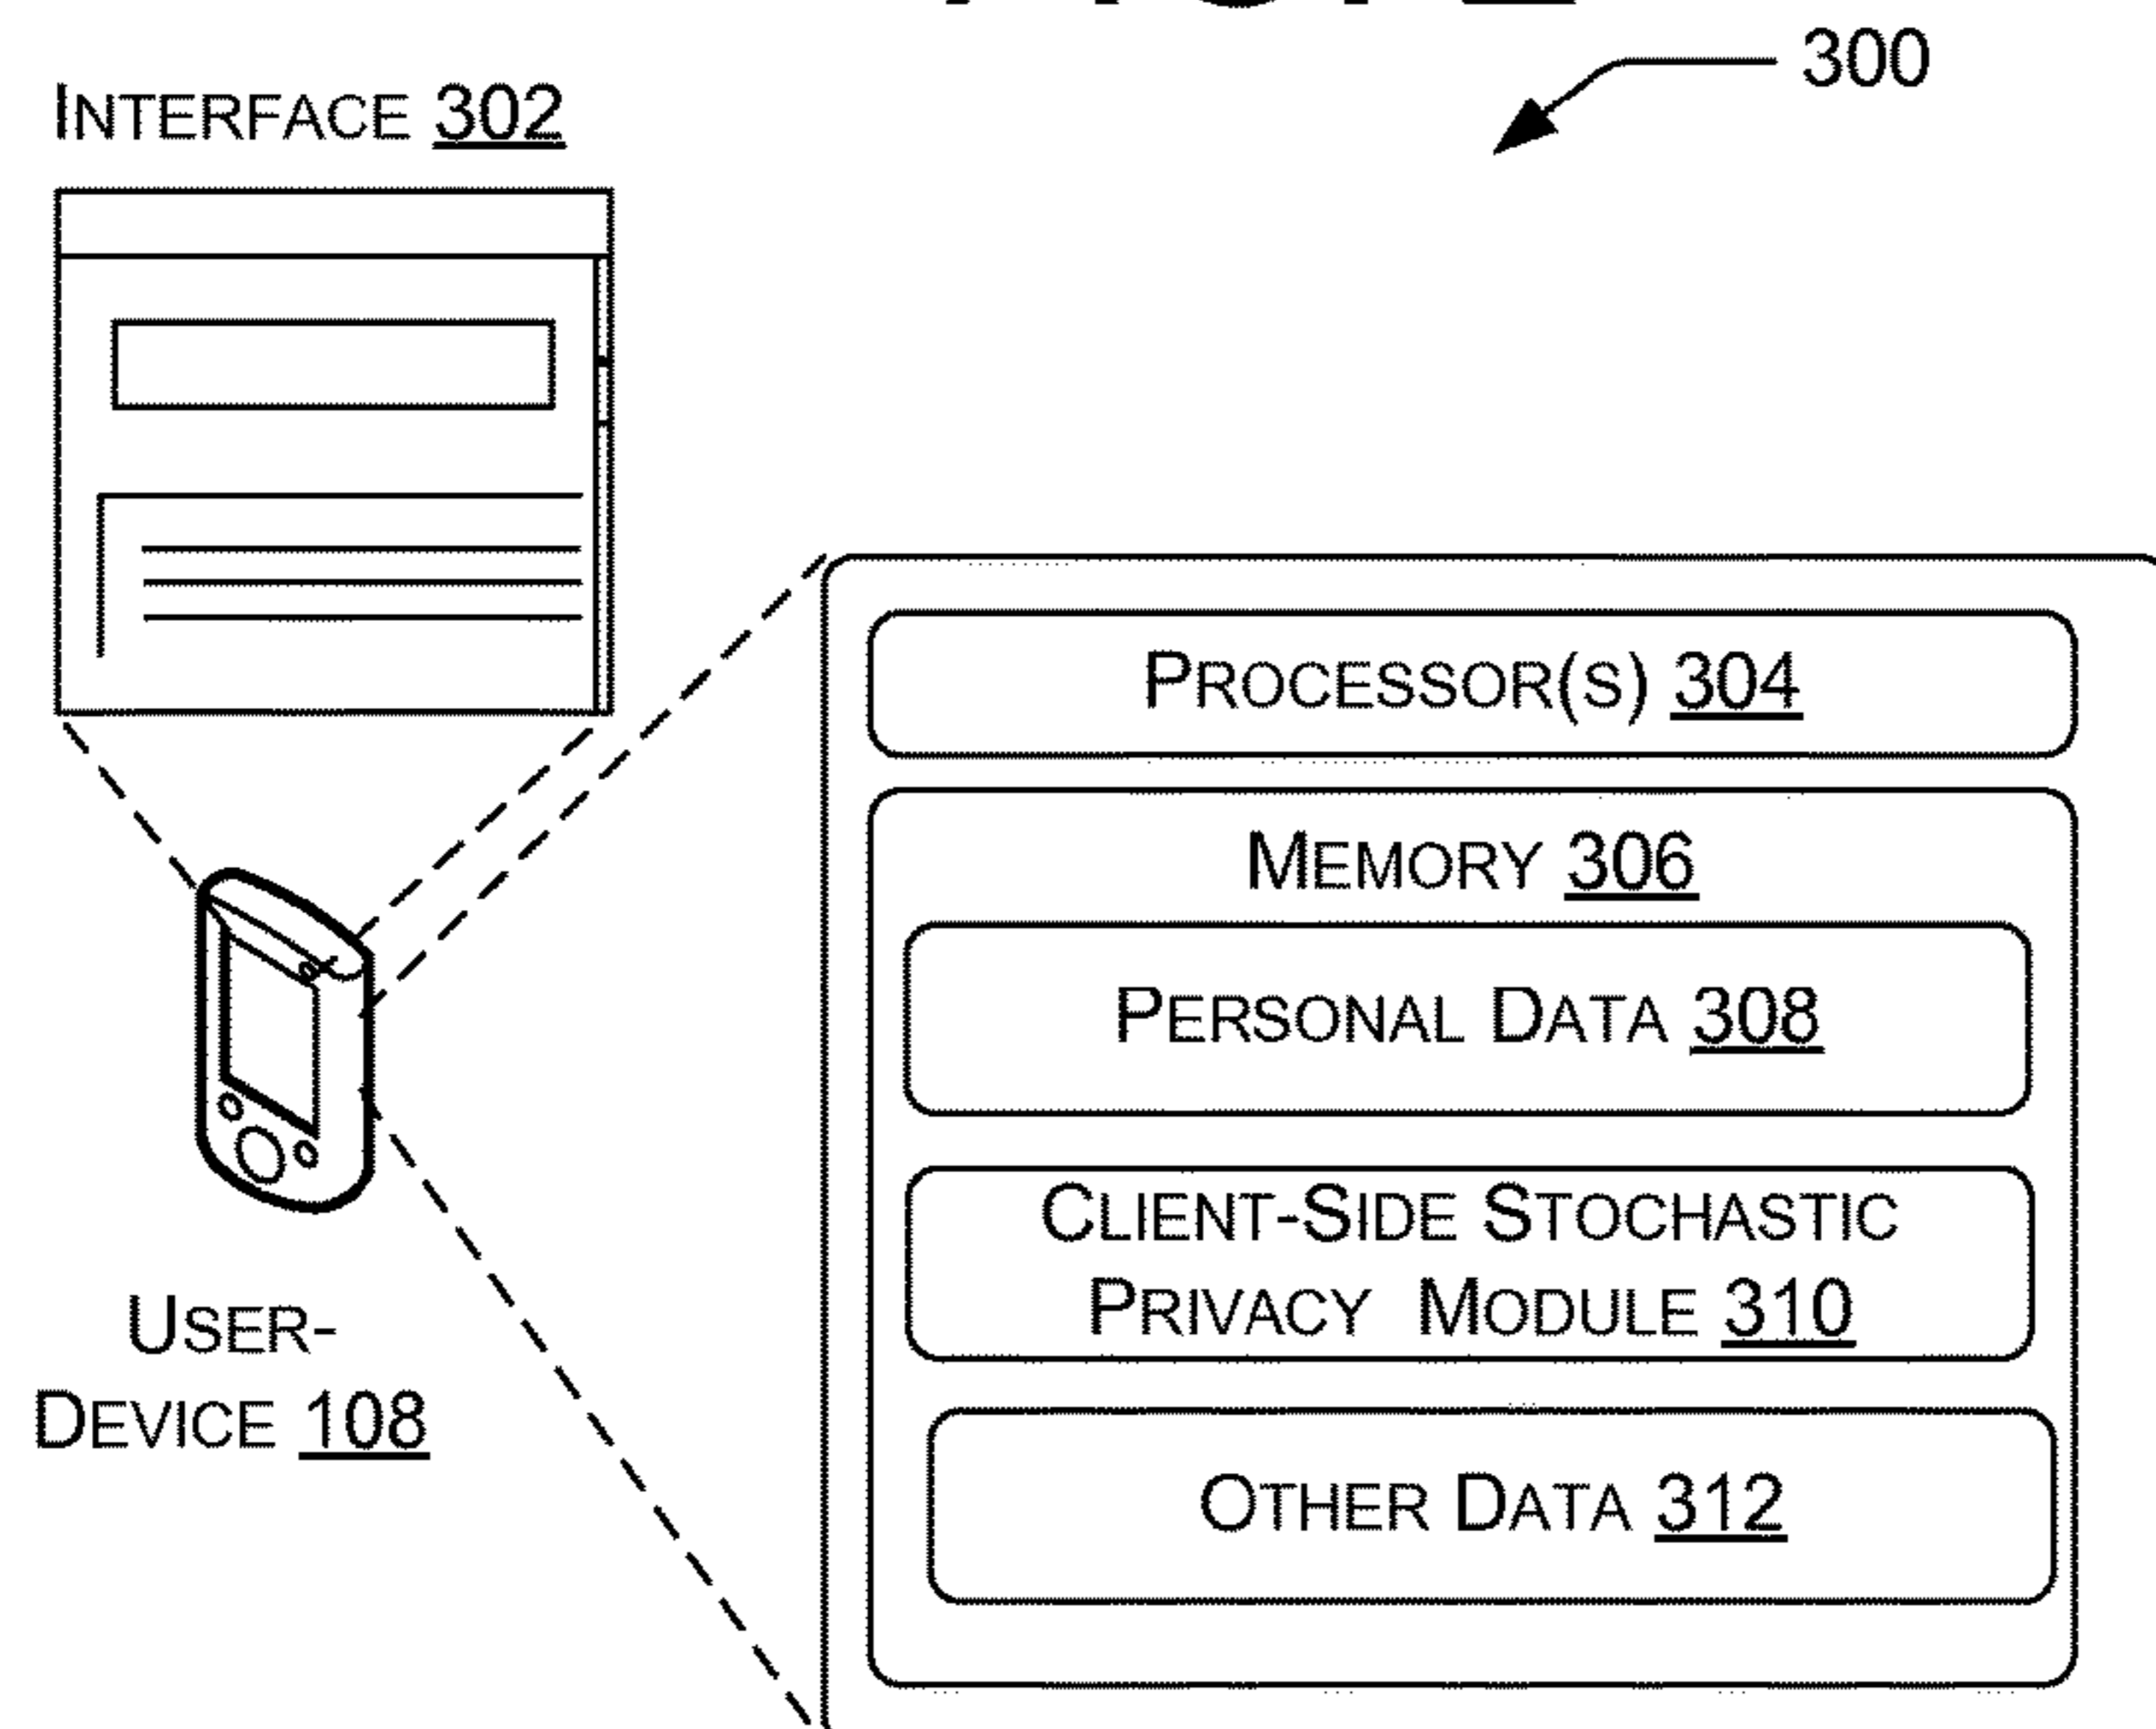 300
INTERFACE 302
PROCESSOR(S) 304
MEMORY 306
PERSONAL DATA 308
CLIENT-SIDE STOCHASTIC
PRIVACY MODULE 310
OTHER DATA 312
USER-
DEVICE 108